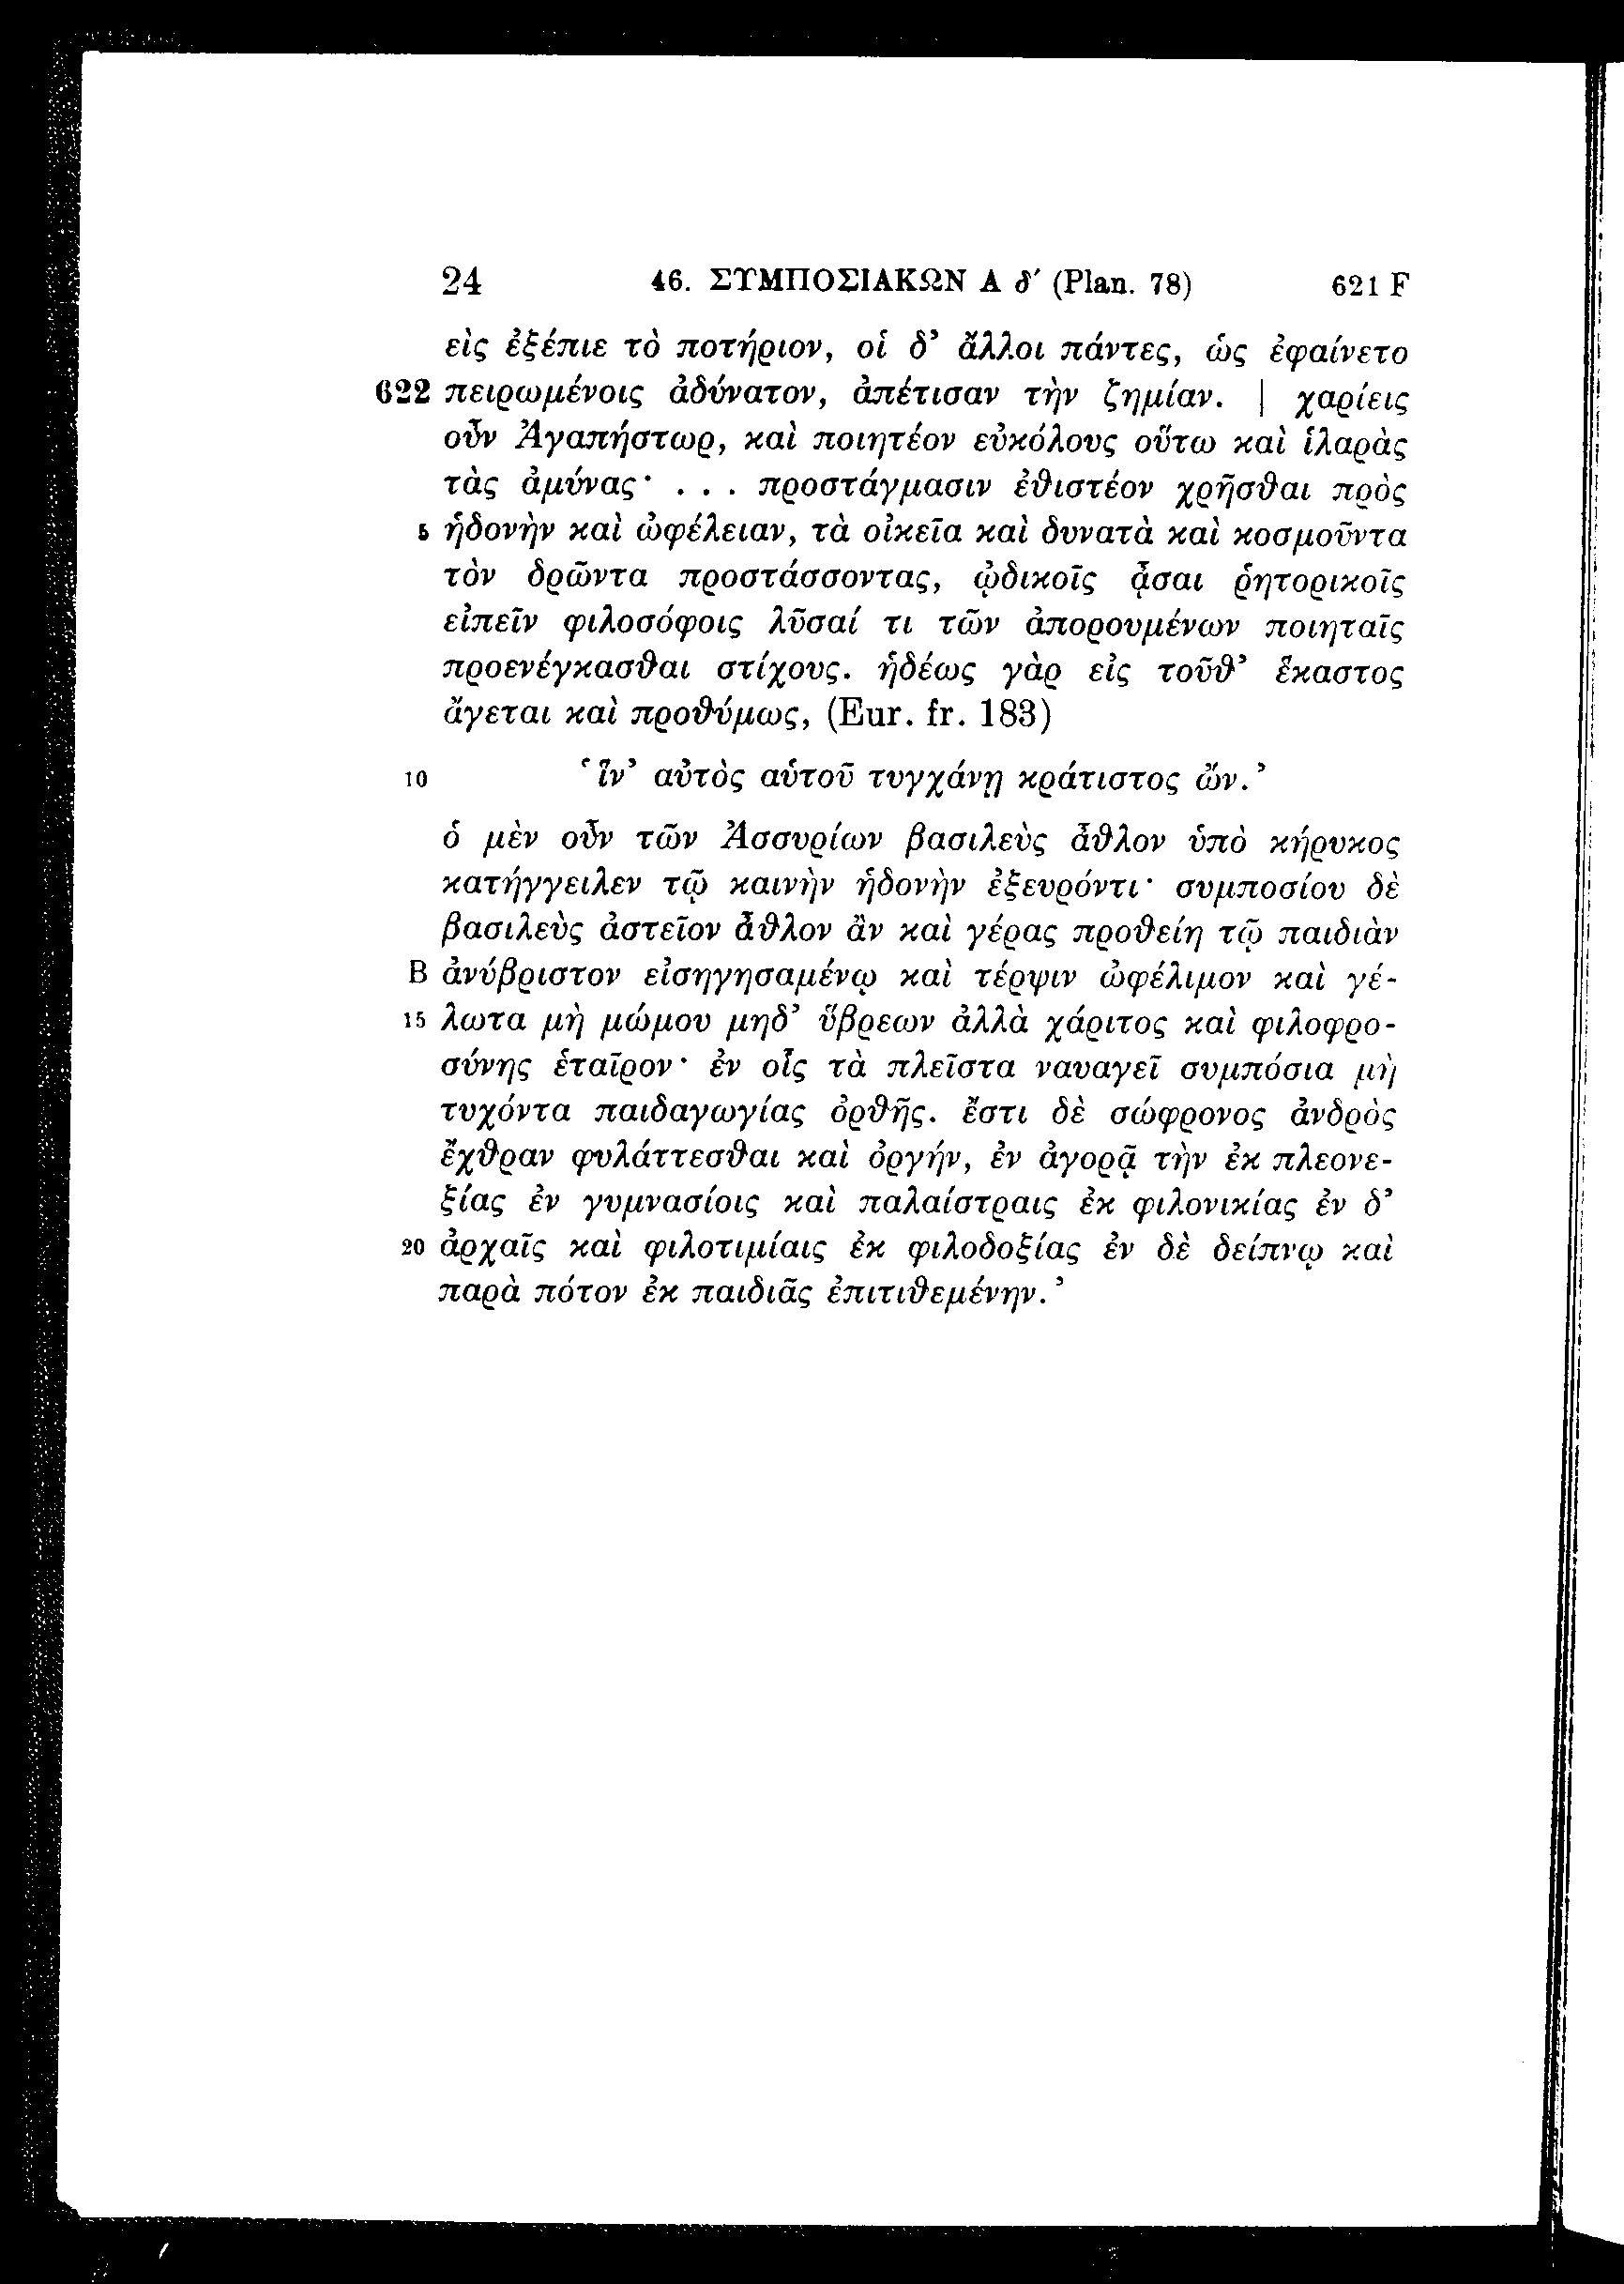 24 46. ΣΥΜΠΟΣΙΑΚΩΝ Α δ´ (Plan. 78) 621 F
εἰς ἐξέπιε τὸ ποτήριον, οἱ δ’ ἄλλοι πάντες, ὡς ἐφαίνετο
622 πειρωμένοις ἀδύνατον, ἀπέτισαν τὴν ζημίαν. | χαρίεις
οὖν Ἀγαπήστωρ, καὶ ποιητέον εὐκόλους οὕτω καὶ ἱλαρὰς
τὰς ἀμύνας· . . . προστάγμασιν ἐθιστέον χρῆσθαι πρὸς
5 ἡδονὴν καὶ ὠφέλειαν, τὰ οἰκεῖα καὶ δυνατὰ καὶ κοσμοῦντα
τὸν δρῶντα προστάσσοντας, ᾠδικοῖς ᾆσαι ῥητορικοῖς
εἰπεῖν φιλοσόφοις λῦσαί τι τῶν ἀπορουμένων ποιηταῖς
προενέγκασθαι στίχους. ἡδέως γὰρ εἰς τοῦθ’ ἕκαστος
ἄγεται καὶ προθύμως, (Eur. fr. 183)
10 ‘ἵν’ αὐτὸς αὑτοῦ τυγχάνῃ κράτιστος ὤν.’
ὁ μὲν οὖν τῶν Ἀσσυρίων βασιλεὺς ἆθλον ὑπὸ κήρυκος
κατήγγειλεν τῷ καινὴν ἡδονὴν ἐξευρόντι· συμποσίου δὲ
βασιλεὺς ἀστεῖον ἆθλον ἂν καὶ γέρας προθείη τῷ παιδιὰν
B ἀνύβριστον εἰσηγησαμένῳ καὶ τέρψιν ὠφέλιμον καὶ γέ-
15 λωτα μὴ μώμου μηδ’ ὕβρεων ἀλλὰ χάριτος καὶ φιλοφρο-
σύνης ἑταῖρον· ἐν οἷς τὰ πλεῖστα ναυαγεῖ συμπόσια μὴ
τυχόντα παιδαγωγίας ὀρθῆς. ἔστι δὲ σώφρονος ἀνδρὸς
ἔχθραν φυλάττεσθαι καὶ ὀργήν, ἐν ἀγορᾷ τὴν ἐκ πλεονε-
ξίας ἐν γυμνασίοις καὶ παλαίστραις ἐκ φιλονικίας ἐν δ’
20 ἀρχαῖς καὶ φιλοτιμίαις ἐκ φιλοδοξίας ἐν δὲ δείπνῳ καὶ
παρὰ πότον ἐκ παιδιᾶς ἐπιτιθεμένην.’